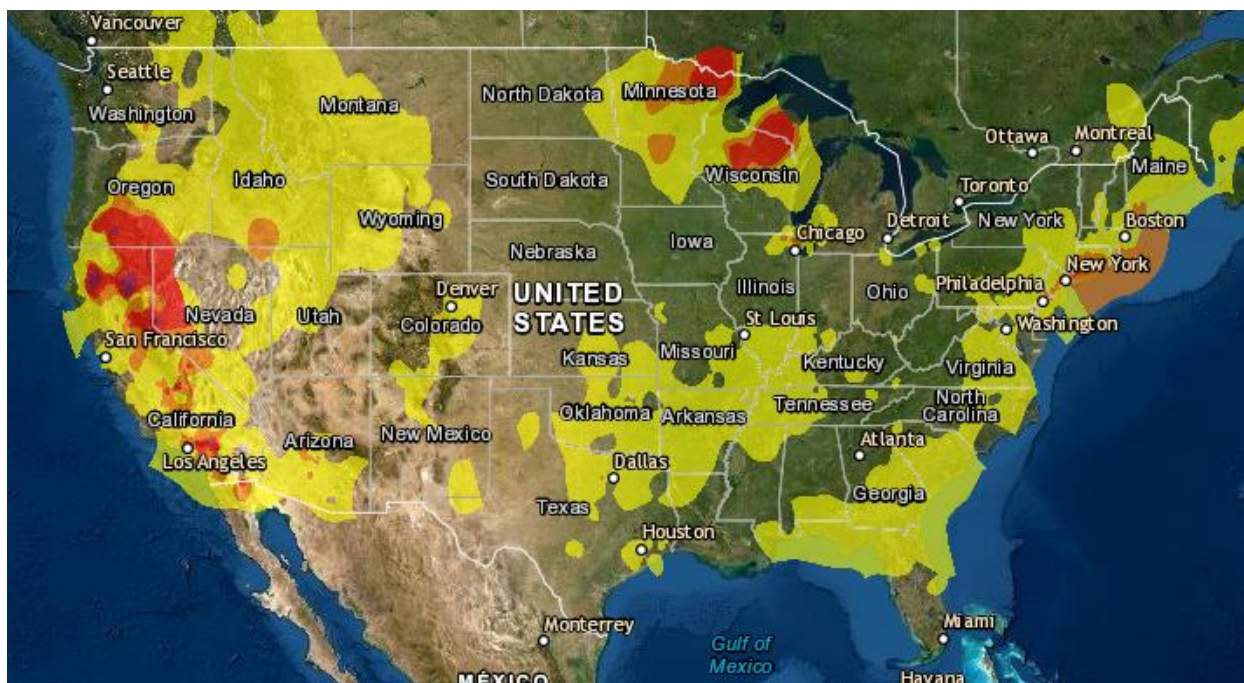 Vancouver
Seattle
Washington
Montana
North Dakota
Minnesota
Ottawa
Montreal
Maine
Oregon
Idaho
South Dakota
Wisconsin
Toronto
Wyoming
Detroit
New York
Boston
Nebraska
Iowa
Chicago
New York
Nevada
Utah
Denver
Colorado
UNITED
STATES
Illinois
Ohio
Philadelphia
San Francisco
Kansas
Missouri
St Louis
Kentucky
Washington
Virginia
California
Arizona
New Mexico
Oklahoma
Arkansas
Tennessee
North
Carolina
Los Angeles
Dallas
Atlanta
Texas
Georgia
Houston
Monterrey
Gulf of
Mexico
Miami
MÉXICO
Havana